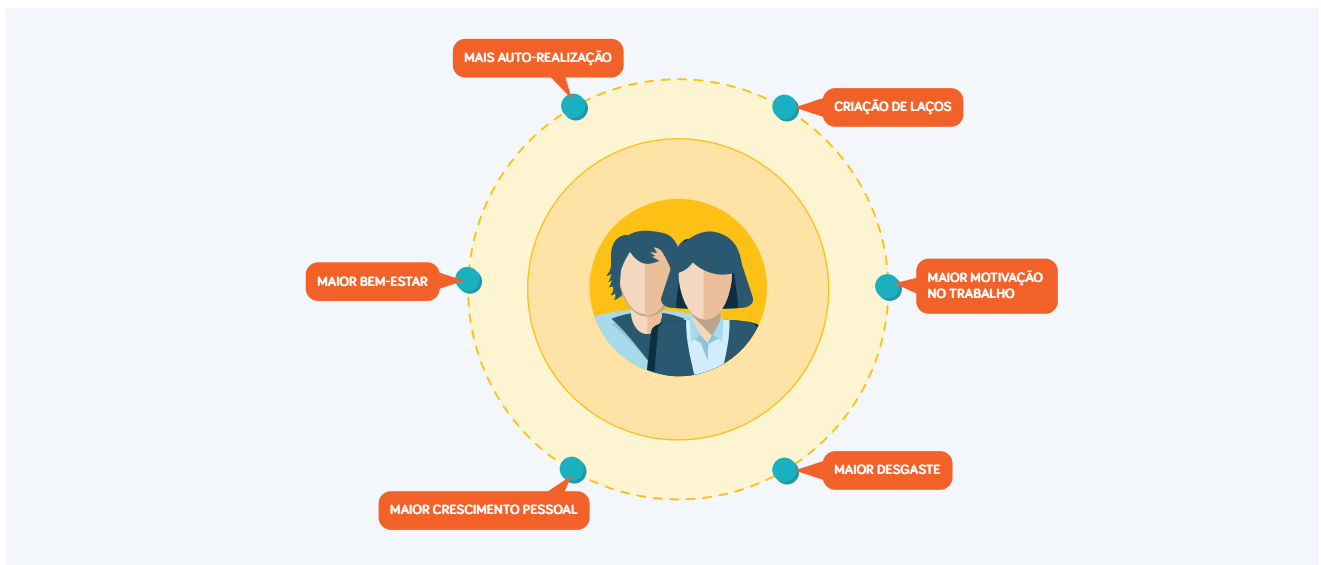 MAIS AUTO-REALIZAÇÃO
CRIAÇÃO DE LAÇOS
MAIOR BEM-ESTAR
MAIOR MOTIVAÇÃO
NO TRABALHO
MAIOR DESGASTE
MAIOR CRESCIMENTO PESSOAL